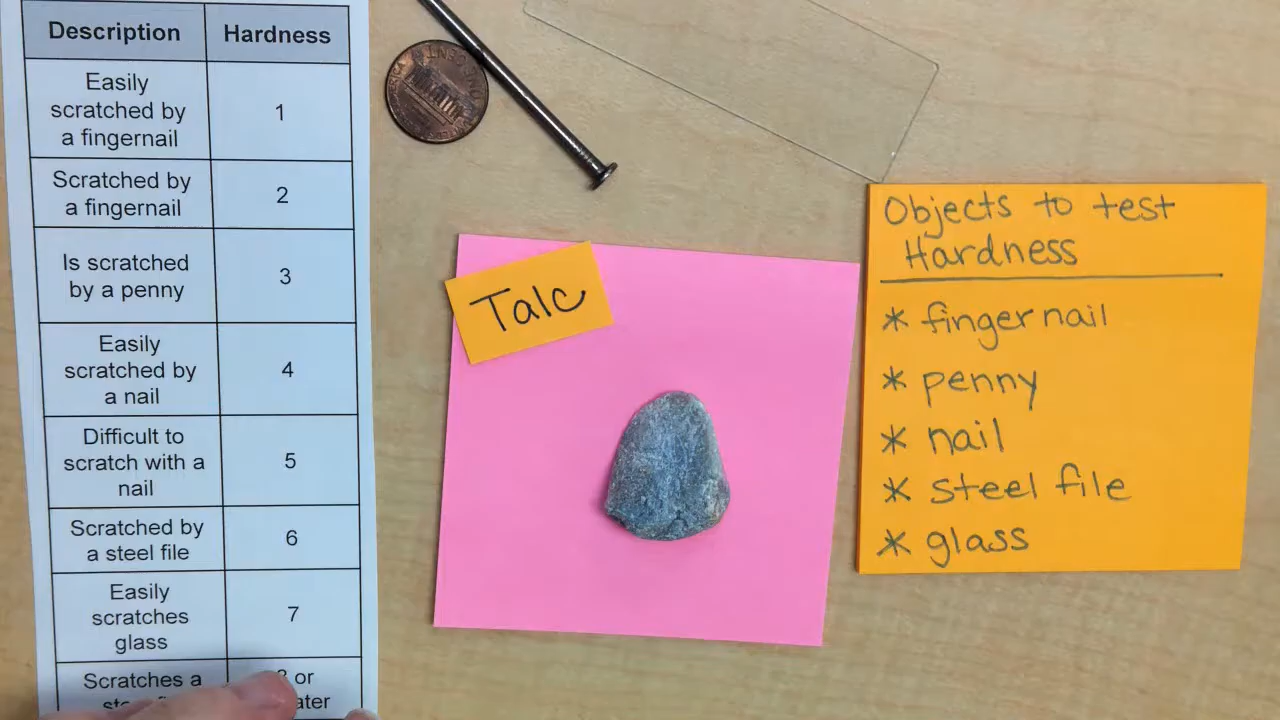 Description Hardness
Easily
scratched by
a fingernail
1
Scratched by
a fingernail
2
Is scratched
by a penny
3
Easily
scratched by
a nail
4
Difficult to
scratch with a
nail
5
Scratched by
a steel file
6
Easily
scratches
glass
7
Scratches a
or
ONE CENT
Talc
Objects to test
Hardness
* fingernail
* penny
* nail
* steel file
* glass